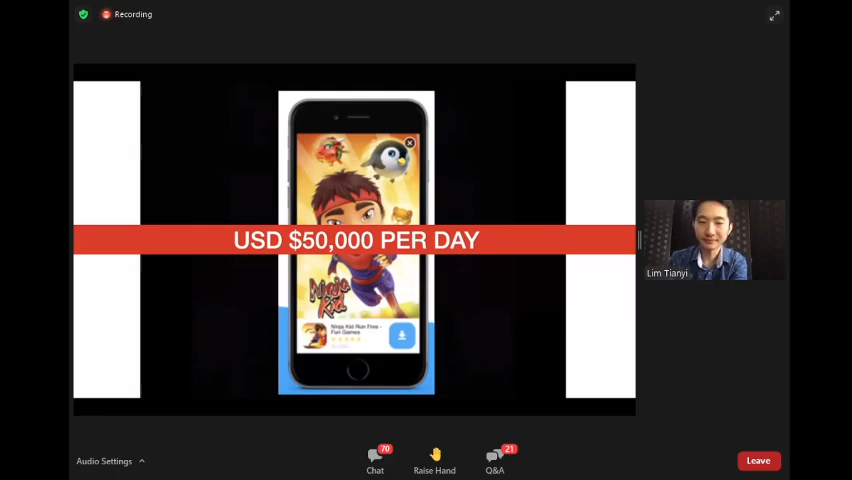 Recording
USD $50,000 PER DAY
NINJA
KID
Ninja Kid Run Free -
Fun Games
Lim Tianyi
Audio Settings
70
Chat
Raise Hand
21
Q&A
Leave